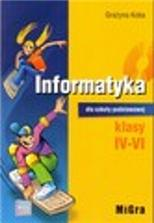 Grażyna Koba
Informatyka
dla szkoły podstawowej
klasy
IV-VI
MiGra